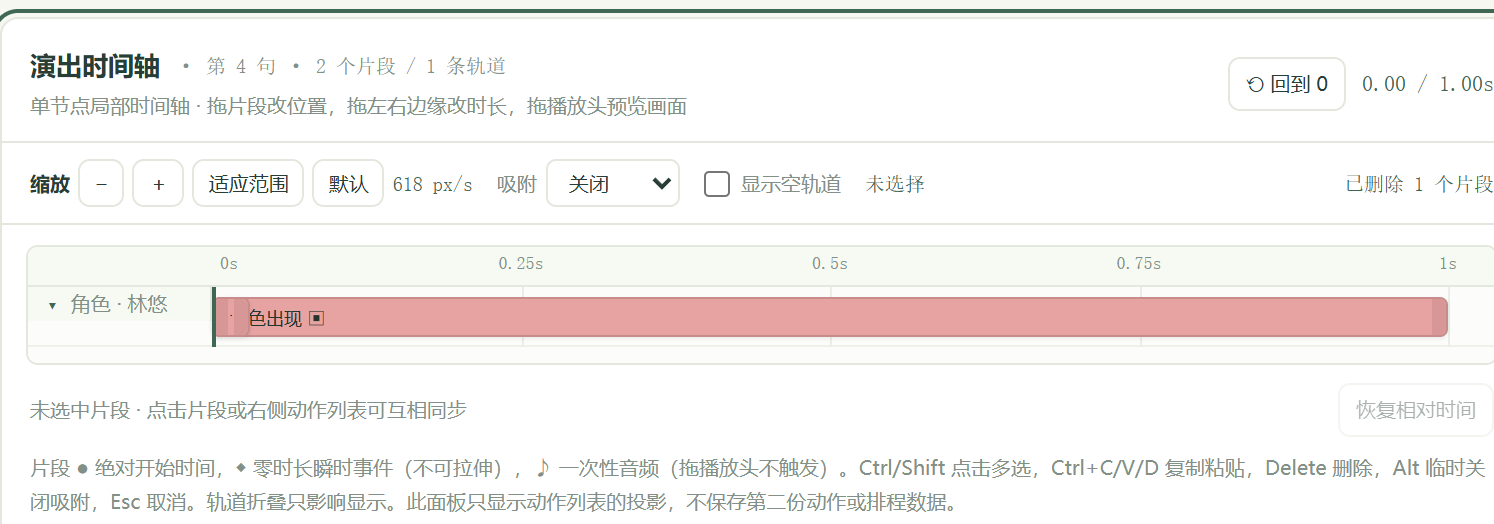 演出时间轴 • 第 4 句 • 2 个片段 / 1 条轨道
单节点局部时间轴 · 拖片段改位置，拖左右边缘改时长，拖播放头预览画面
回到 0 0.00 / 1.00s
缩放 − + 适应范围 默认 618 px/s 吸附 关闭 显示空轨道 未选择 已删除 1 个片段
0s 0.25s 0.5s 0.75s 1s
▾ 角色 · 林悠
色出现
未选中片段 · 点击片段或右侧动作列表可互相同步
恢复相对时间
片段 ● 绝对开始时间，◆ 零时长瞬时事件（不可拉伸），♪ 一次性音频（拖播放头不触发）。Ctrl/Shift 点击多选，Ctrl+C/V/D 复制粘贴，Delete 删除，Alt 临时关
闭吸附，Esc 取消。轨道折叠只影响显示。此面板只显示动作列表的投影，不保存第二份动作或排程数据。